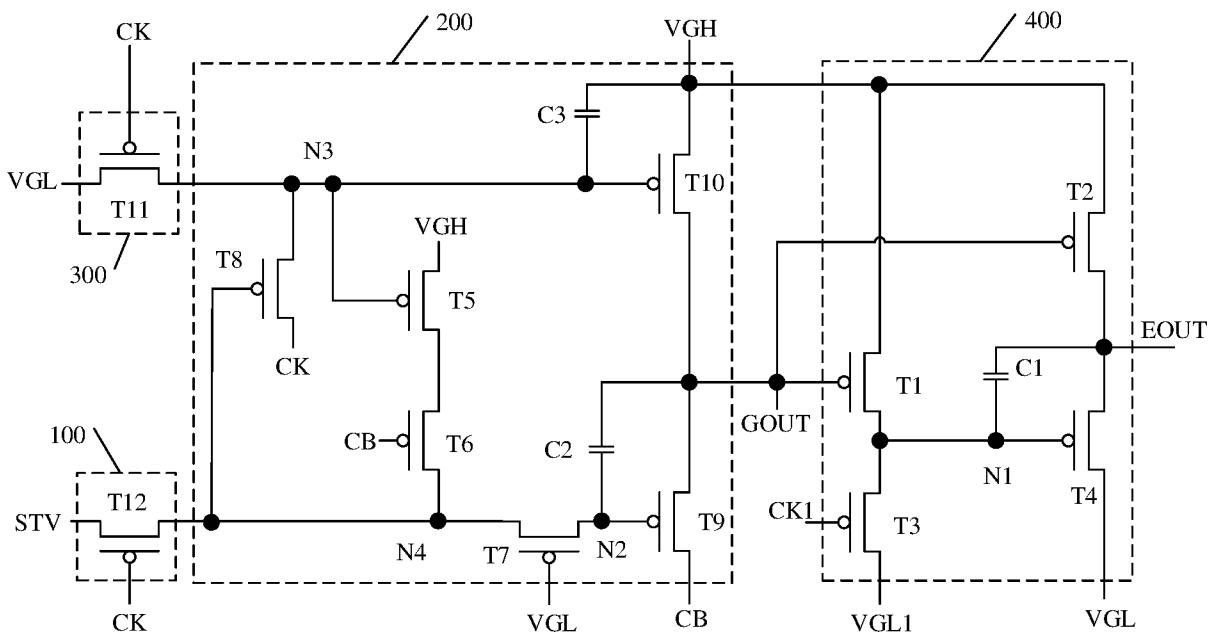 CK
200
VGH
400
C3
N3
VGL
T11
T10
T2
VGH
300
T8
T5
EOUT
CK
C1
T1
GOUT
CB
T6
C2
100
N1
T12
T4
STV
CK1
T3
T9
N4
T7
N2
CK
VGL
CB
VGL1
VGL